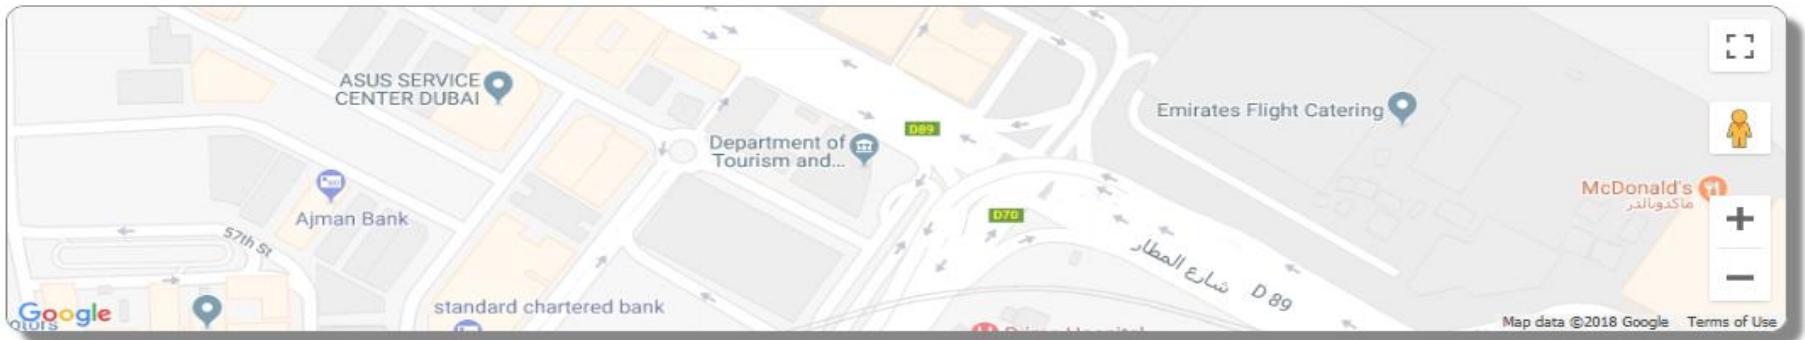 ASUS SERVICE
CENTER DUBAI
Emirates Flight Catering
D89
Department of
Tourism and...
McDonald's
ماكدونالدز
Ajman Bank
D70
57th St
شارع المطار D 89
standard chartered bank
Google
Map data ©2018 Google Terms of Use